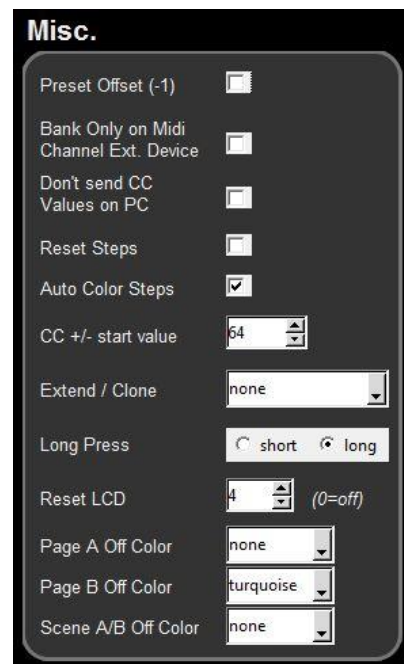 Misc.
Preset Offset (-1)
Bank Only on Midi
Channel Ext. Device
Don't send CC
Values on PC
Reset Steps
Auto Color Steps
CC +/- start value 64
Extend / Clone none
Long Press short long
Reset LCD 4 (0=off)
Page A Off Color none
Page B Off Color turquoise
Scene A/B Off Color none